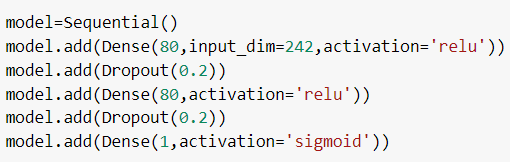 model=Sequential()
model.add(Dense(80,input_dim=242,activation='relu'))
model.add(Dropout(0.2))
model.add(Dense(80,activation='relu'))
model.add(Dropout(0.2))
model.add(Dense(1,activation='sigmoid'))